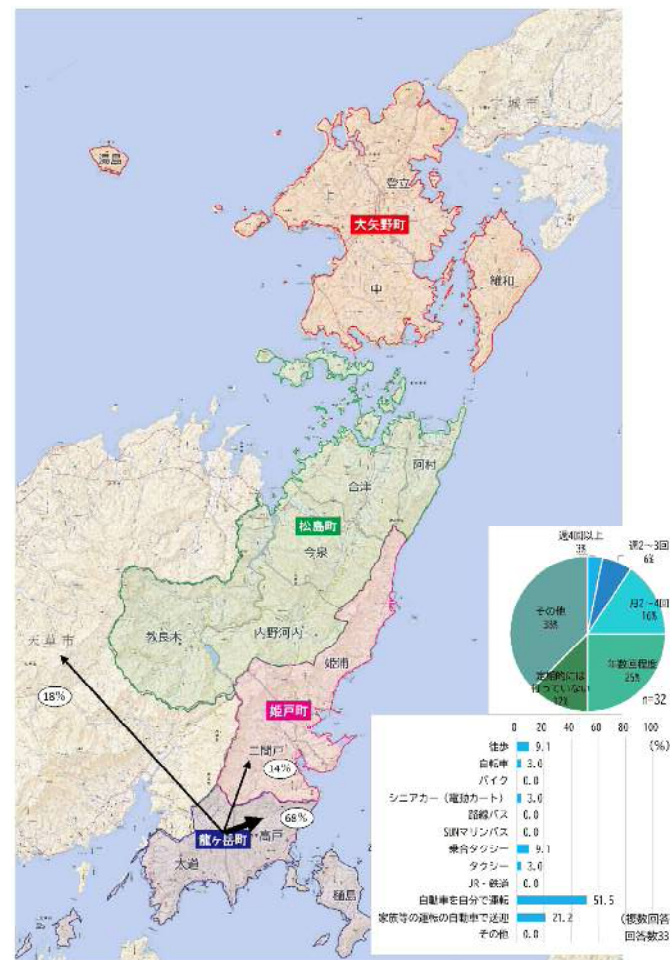 宇城市
湯島
登立
上
大矢野町
維和
中
阿村
合津
松島町
今泉
教良木
内野河内
天草市
姫浦
18%
姫戸町
二間戸
14%
68%
龍ヶ岳町
高戸
大道
樋島
週4回以上
3%
週2～3回
6%
月2～4回
16%
年数回程度
25%
定期的には
行っていない
12%
その他
38%
n=32
0 20 40 60 80 100
(%)
徒歩 9.1
自転車 3.0
バイク 0.0
シニアカー（電動カート） 3.0
路線バス 0.0
SUNマリンバス 0.0
乗合タクシー 9.1
タクシー 3.0
JR・鉄道 0.0
自動車を自分で運転 51.5
家族等の運転の自動車で送迎 21.2
その他 0.0
(複数回答
回答数33